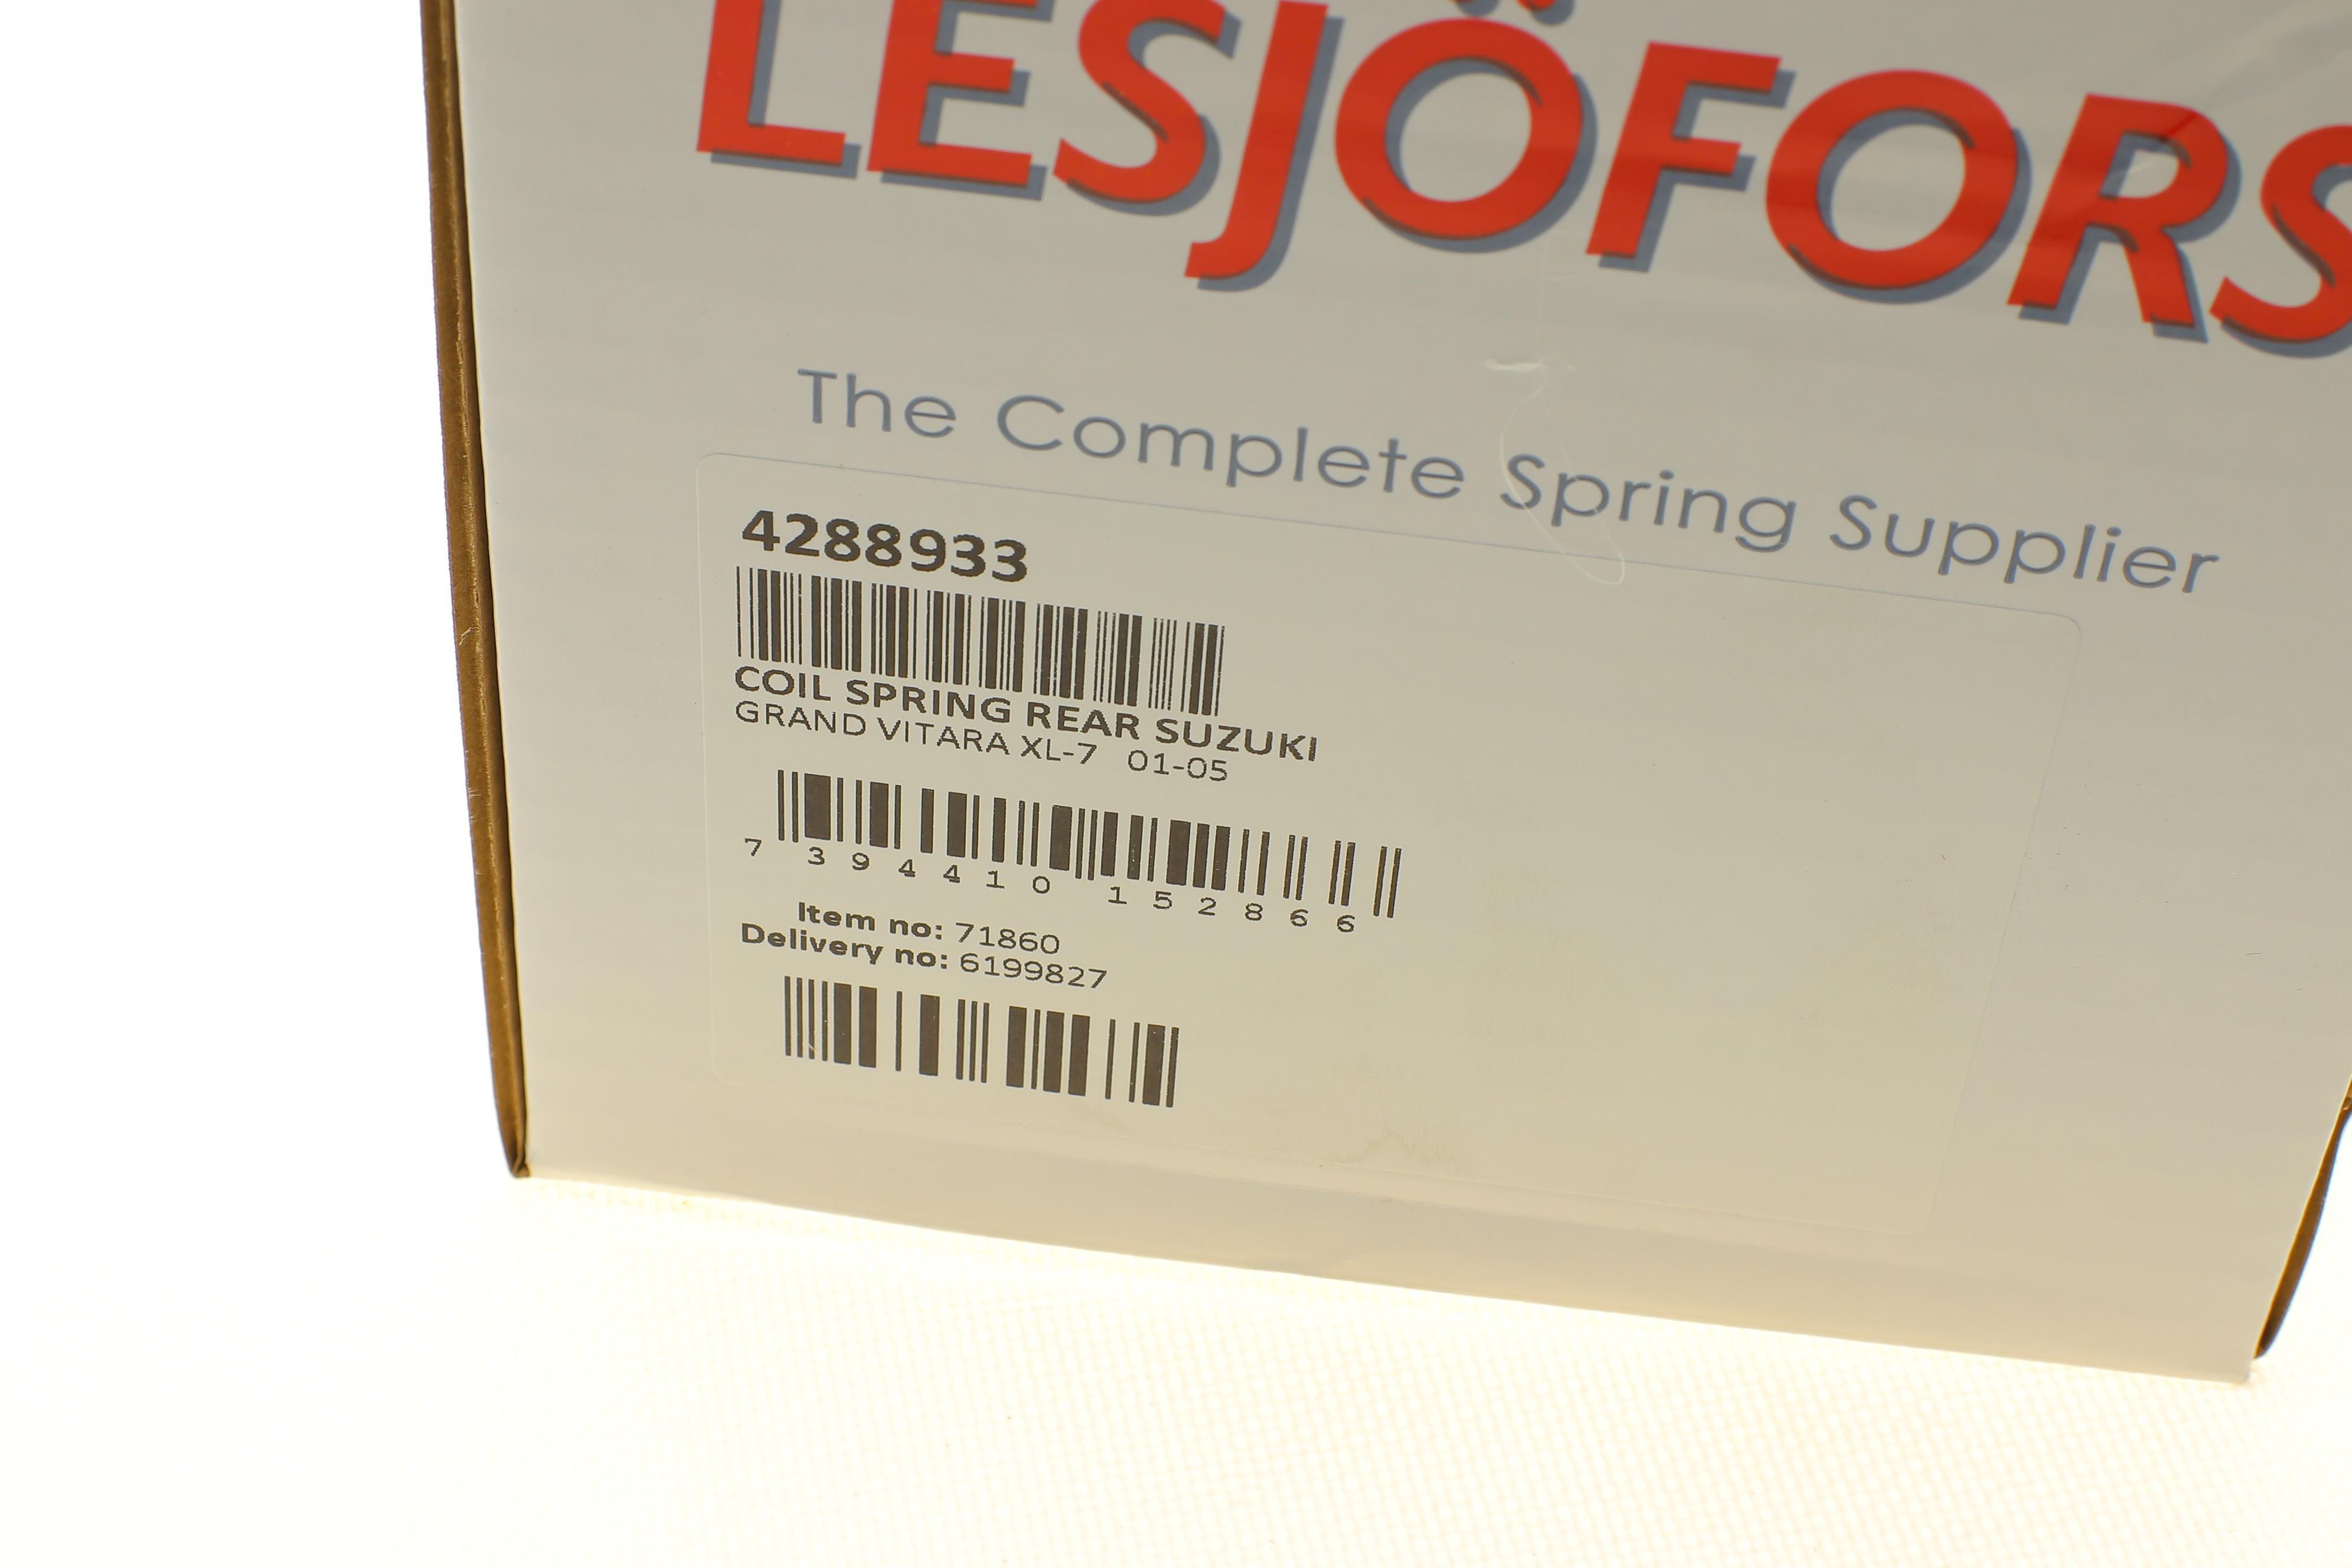 LESJÖFORS
The Complete Spring Supplier
4288933
COIL SPRING REAR SUZUKI
GRAND VITARA XL-7 01-05
7 394410 152866
Item no: 71860
Delivery no: 6199827